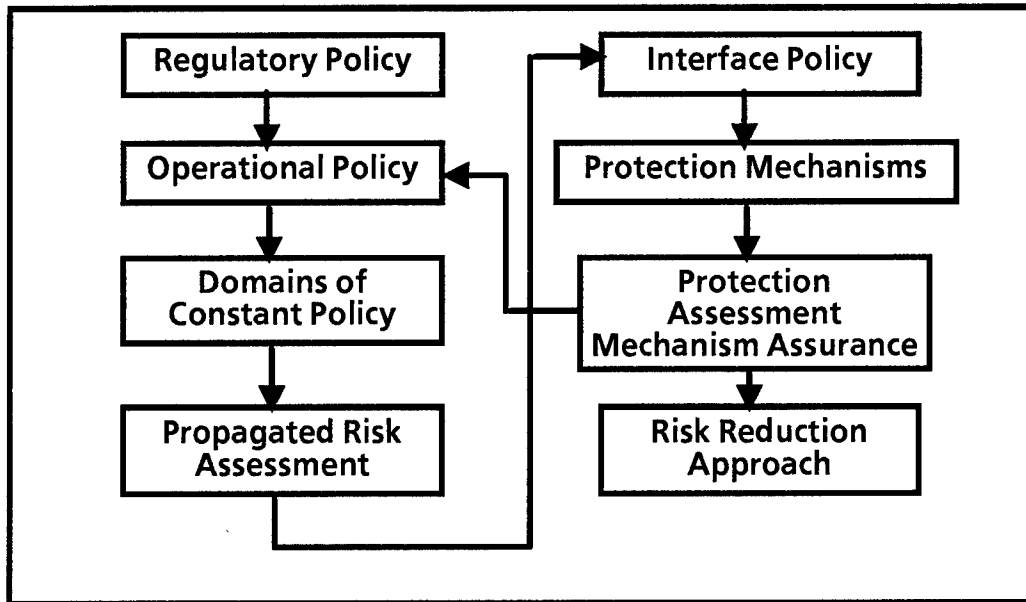 Regulatory Policy
Operational Policy
Domains of
Constant Policy
Propagated Risk
Assessment
Interface Policy
Protection Mechanisms
Protection
Assessment
Mechanism Assurance
Risk Reduction
Approach